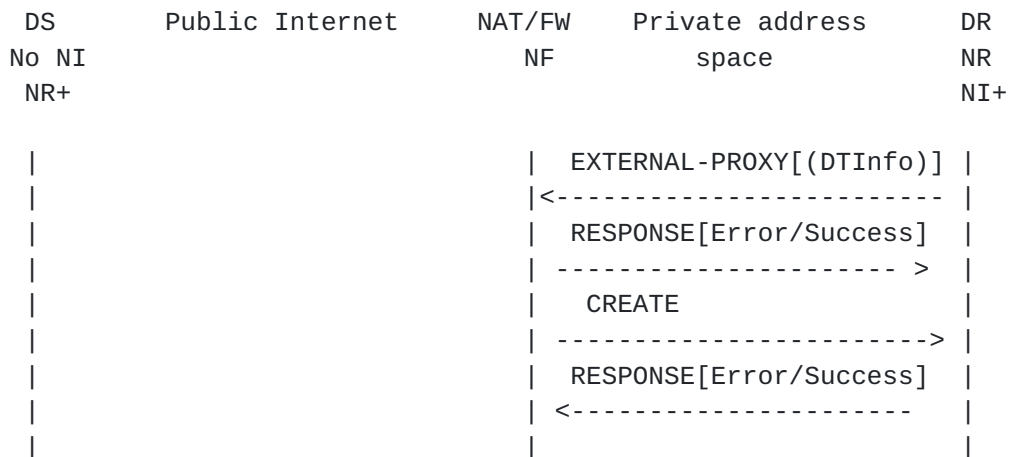 DS       Public Internet     NAT/FW    Private address      DR
No NI                            NF         space            NR
NR+                                                          NI+
|                                |  EXTERNAL-PROXY[(DTInfo)] |
|                                |<------------------------- |
|                                |  RESPONSE[Error/Success]  |
|                                | ---------------------- >  |
|                                |   CREATE                  |
|                                | ------------------------> |
|                                |  RESPONSE[Error/Success]  |
|                                | <----------------------   |
|                                |                           |